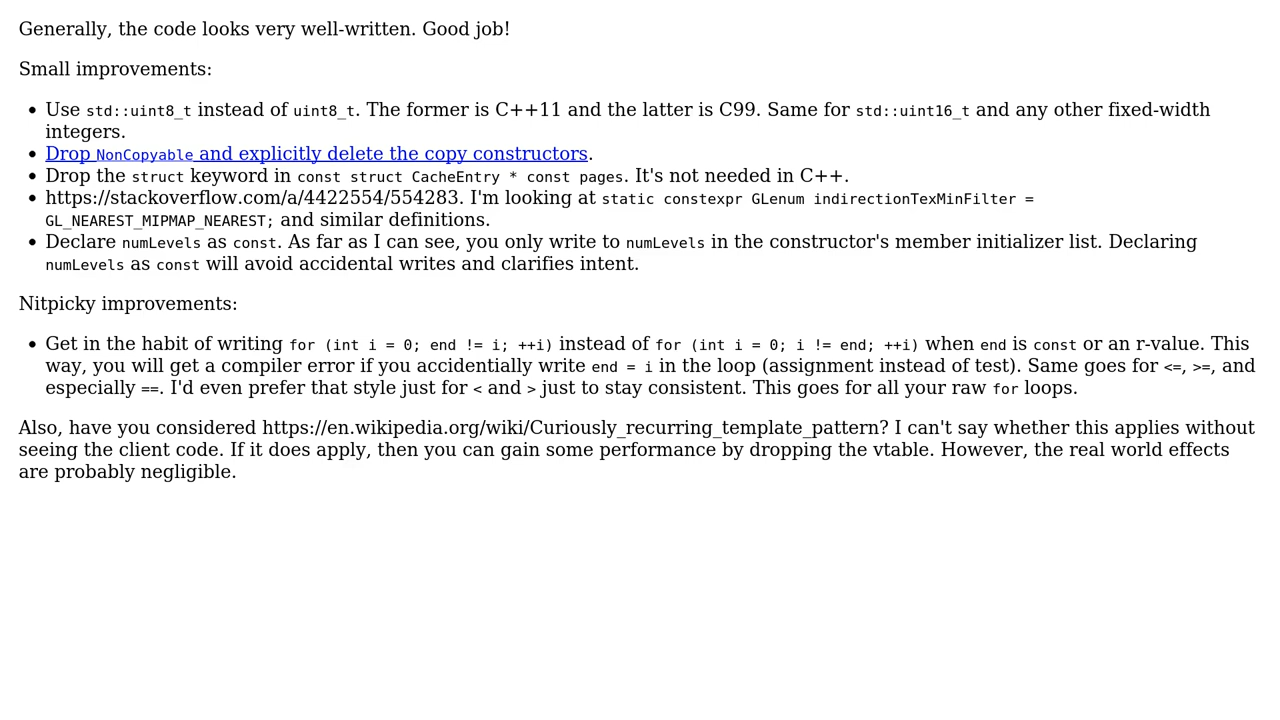 Generally, the code looks very well-written. Good job!
Small improvements:
• Use std::uint8_t instead of uint8_t. The former is C++11 and the latter is C99. Same for std::uint16_t and any other fixed-width
integers.
• Drop NonCopyable and explicitly delete the copy constructors.
• Drop the struct keyword in const struct CacheEntry * const pages. It's not needed in C++.
• https://stackoverflow.com/a/4422554/554283. I'm looking at static constexpr GLenum indirectionTexMinFilter =
GL_NEAREST_MIPMAP_NEAREST; and similar definitions.
• Declare numLevels as const. As far as I can see, you only write to numLevels in the constructor's member initializer list. Declaring
numLevels as const will avoid accidental writes and clarifies intent.
Nitpicky improvements:
• Get in the habit of writing for (int i = 0; end != i; ++i) instead of for (int i = 0; i != end; ++i) when end is const or an r-value. This
way, you will get a compiler error if you accidentially write end = i in the loop (assignment instead of test). Same goes for <=, >=, and
especially ==. I'd even prefer that style just for < and > just to stay consistent. This goes for all your raw for loops.
Also, have you considered https://en.wikipedia.org/wiki/Curiously_recurring_template_pattern? I can't say whether this applies without
seeing the client code. If it does apply, then you can gain some performance by dropping the vtable. However, the real world effects
are probably negligible.